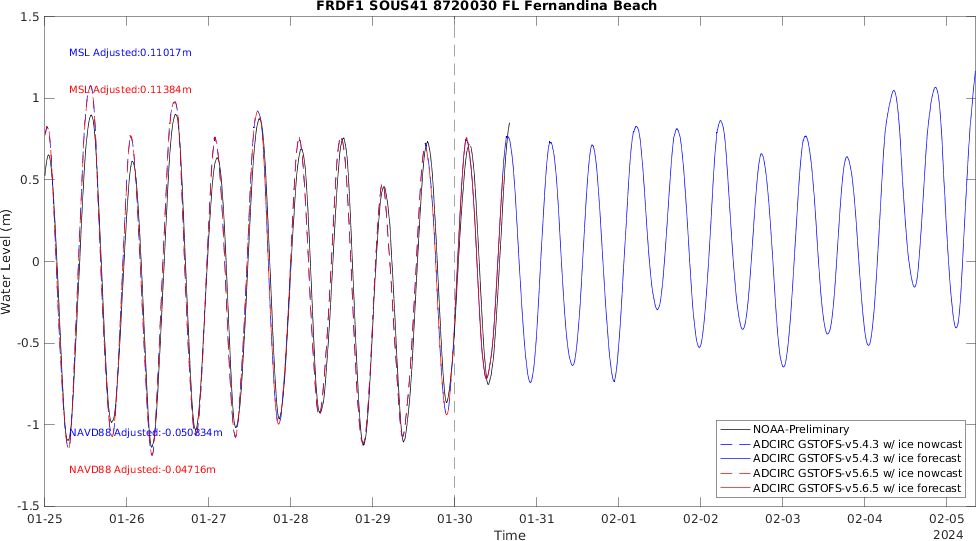 FRDF1 SOUS41 8720030 FL Fernandina Beach
1.5
1
0.5
0
-0.5
-1
-1.5
Water Level (m)
MSL Adjusted:0.11017m
MSL Adjusted:0.11384m
NAVD88 Adjusted:-0.050834m
NAVD88 Adjusted:-0.04716m
NOAA-Preliminary
ADCIRC GSTOFS-v5.4.3 w/ ice nowcast
ADCIRC GSTOFS-v5.4.3 w/ ice forecast
ADCIRC GSTOFS-v5.6.5 w/ ice nowcast
ADCIRC GSTOFS-v5.6.5 w/ ice forecast
01-25 01-26 01-27 01-28 01-29 01-30 01-31 02-01 02-02 02-03 02-04 02-05
Time
2024